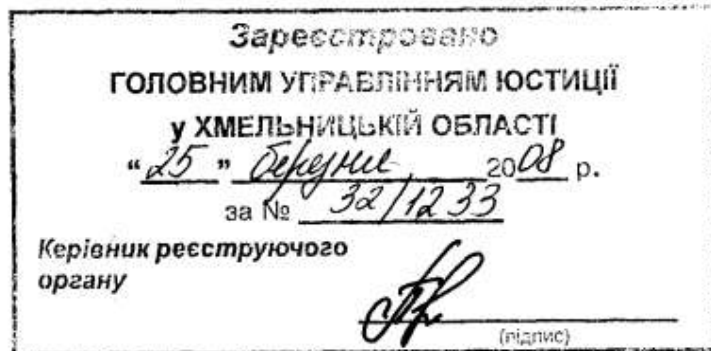 Зареєстровано
ГОЛОВНИМ УПРАВЛІННЯМ ЮСТИЦІЇ
у ХМЕЛЬНИЦЬКІЙ ОБЛАСТІ
"25" березня 2008 р.
за № 32/1233
Керівник реєструючого
органу
(підпис)